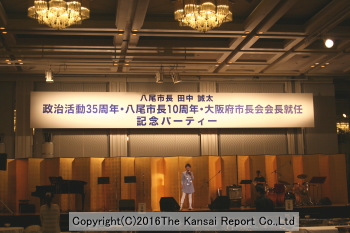 八尾市長 田中 誠太
政治活動35周年・八尾市長10周年・大阪府市長会会長就任
記念パーティー
Copyright(C)2016The Kansai Report Co.,Ltd